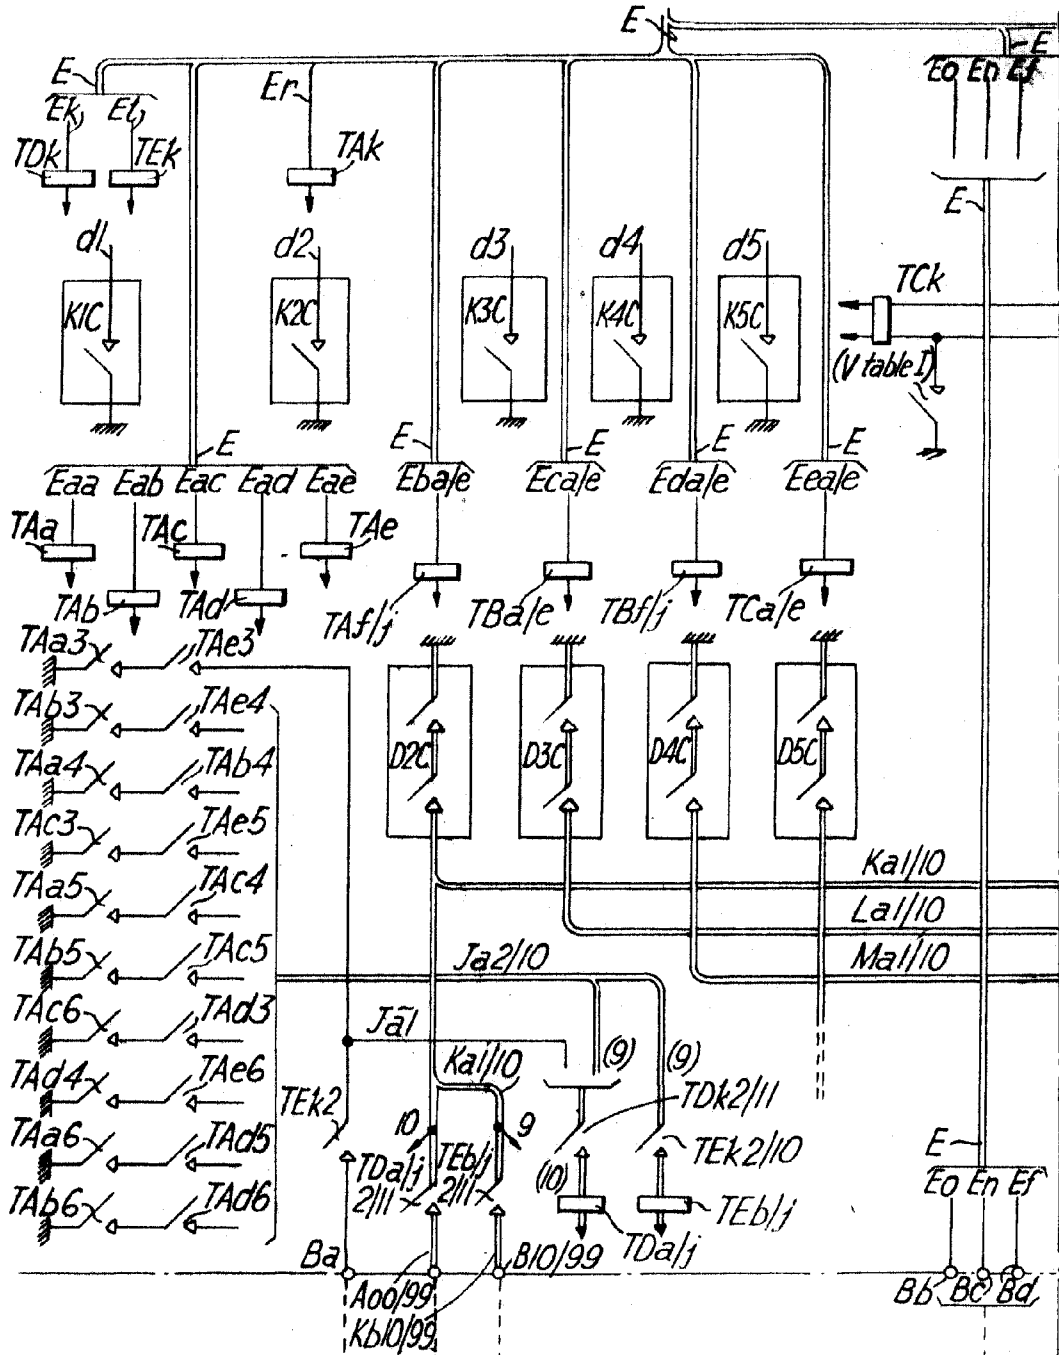 E
E
Eo En Ef
E
Ek El
Er
TDk TEk
TAk
E
d1 d2 d3 d4 d5
TCk
K1C K2C K3C K4C K5C
(V table I)
E E E E E
Eaa Eab Eac Ead Eae Eba/e Eca/e Eda/e Eea/e
TAa TAc TAe
TAb TAd TAf/j TBa/e TBf/j TCa/e
TAa3 TAe3
TAb3 TAe4
D2C D3C D4C D5C
TAa4 TAb4
TAc3 TAe5
Ka1/10
TAa5 TAc4
La1/10
TAb5 TAc5
Ja2/10
Ma1/10
TAc6 TAd3
Ja1
Ka1/10
(9) (9)
TAd4 TAe6
TEk2
TDk2/11
10 9
E
TAa6 TAd5
TDa/j 2/11
TEb/j 2/11
(10)
TEk2/10
TAb6 TAd6
Eo En Ef
TEb/j
TDa/j
Ba
B10/99
A00/99
Kb10/99
Bb Bc Bd